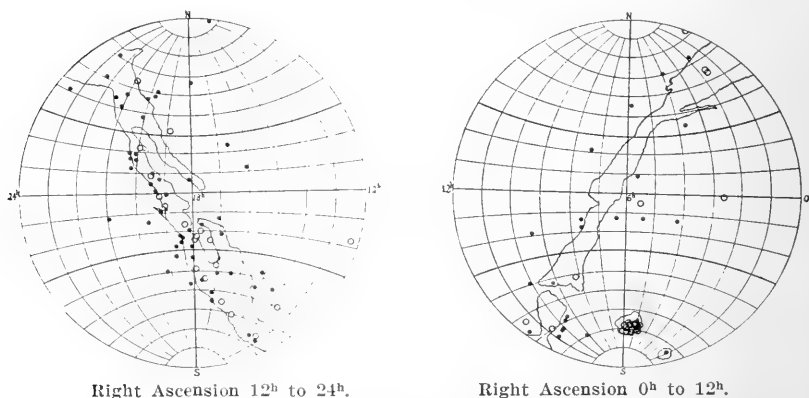 N
N
24ʰ
18ʰ
12ʰ
12ʰ
6ʰ
0
S
S
Right Ascension 12ʰ to 24ʰ.
Right Ascension 0ʰ to 12ʰ.